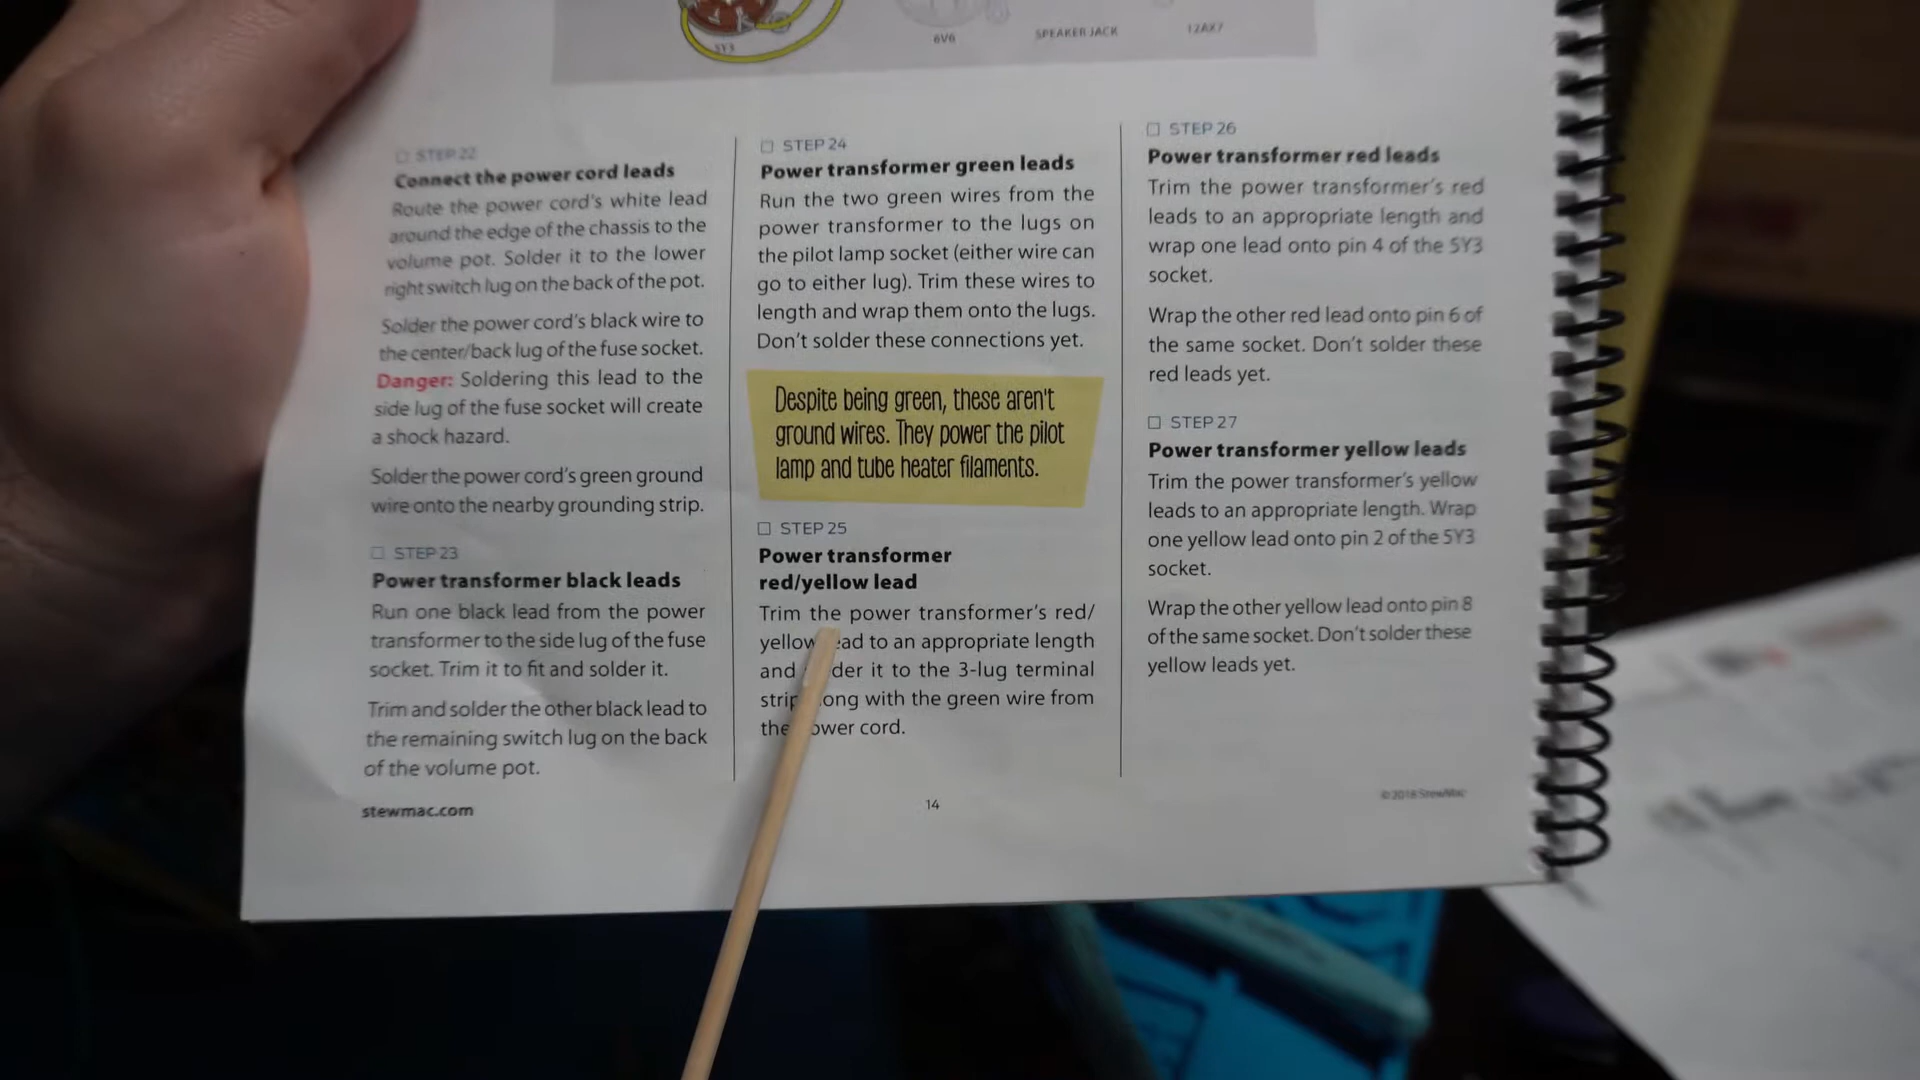 5Y3
6V6
SPEAKER JACK
12AX7
STEP 22
Connect the power cord leads
Route the power cord's white lead
around the edge of the chassis to the
volume pot. Solder it to the lower
right switch lug on the back of the pot.
Solder the power cord's black wire to
the center/back lug of the fuse socket.
Danger: Soldering this lead to the
side lug of the fuse socket will create
a shock hazard.
Solder the power cord's green ground
wire onto the nearby grounding strip.
STEP 23
Power transformer black leads
Run one black lead from the power
transformer to the side lug of the fuse
socket. Trim it to fit and solder it.
Trim and solder the other black lead to
the remaining switch lug on the back
of the volume pot.
STEP 24
Power transformer green leads
Run the two green wires from the
power transformer to the lugs on
the pilot lamp socket (either wire can
go to either lug). Trim these wires to
length and wrap them onto the lugs.
Don't solder these connections yet.
Despite being green, these aren't
ground wires. They power the pilot
lamp and tube heater filaments.
STEP 25
Power transformer
red/yellow lead
Trim the power transformer's red/
yellow ead to an appropriate length
and der it to the 3-lug terminal
strip ong with the green wire from
the ower cord.
STEP 26
Power transformer red leads
Trim the power transformer's red
leads to an appropriate length and
wrap one lead onto pin 4 of the 5Y3
socket.
Wrap the other red lead onto pin 6 of
the same socket. Don't solder these
red leads yet.
STEP 27
Power transformer yellow leads
Trim the power transformer's yellow
leads to an appropriate length. Wrap
one yellow lead onto pin 2 of the 5Y3
socket.
Wrap the other yellow lead onto pin 8
of the same socket. Don't solder these
yellow leads yet.
stewmac.com
14
©2018 StewMac